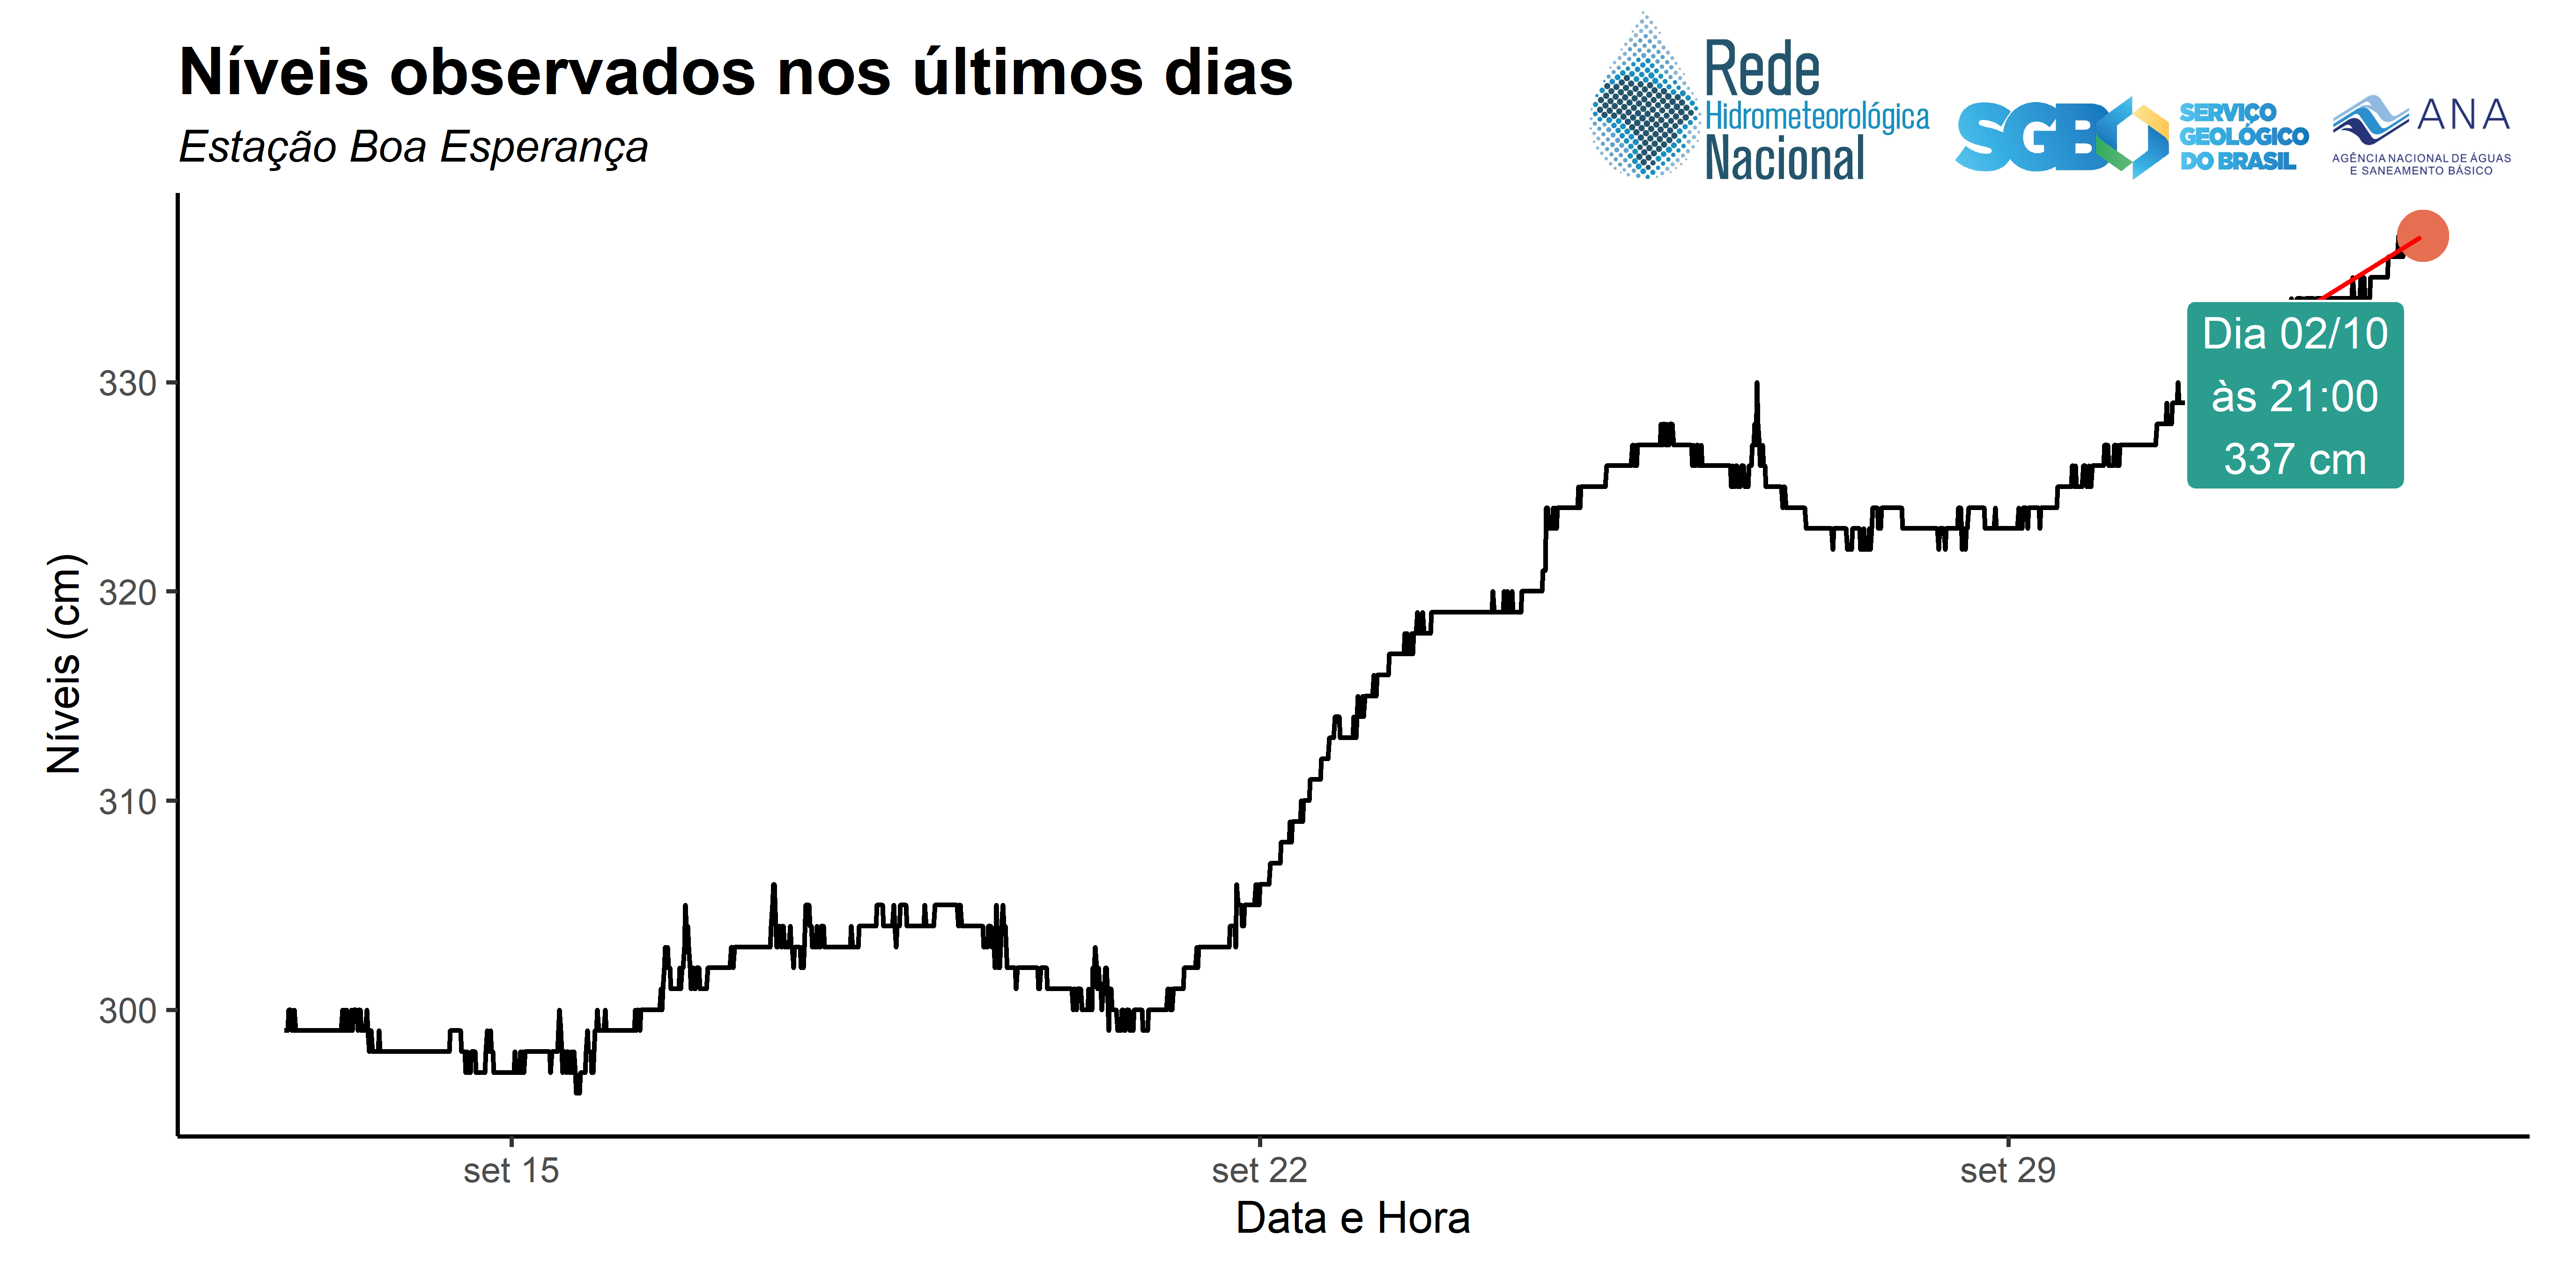 Níveis observados nos últimos dias
Estação Boa Esperança
Rede
Hidrometeorológica
Nacional
SGB
SERVIÇO
GEOLÓGICO
DO BRASIL
ANA
AGÊNCIA NACIONAL DE ÁGUAS
E SANEAMENTO BÁSICO
Dia 02/10
às 21:00
337 cm
330
320
310
300
Níveis (cm)
set 15
set 22
set 29
Data e Hora